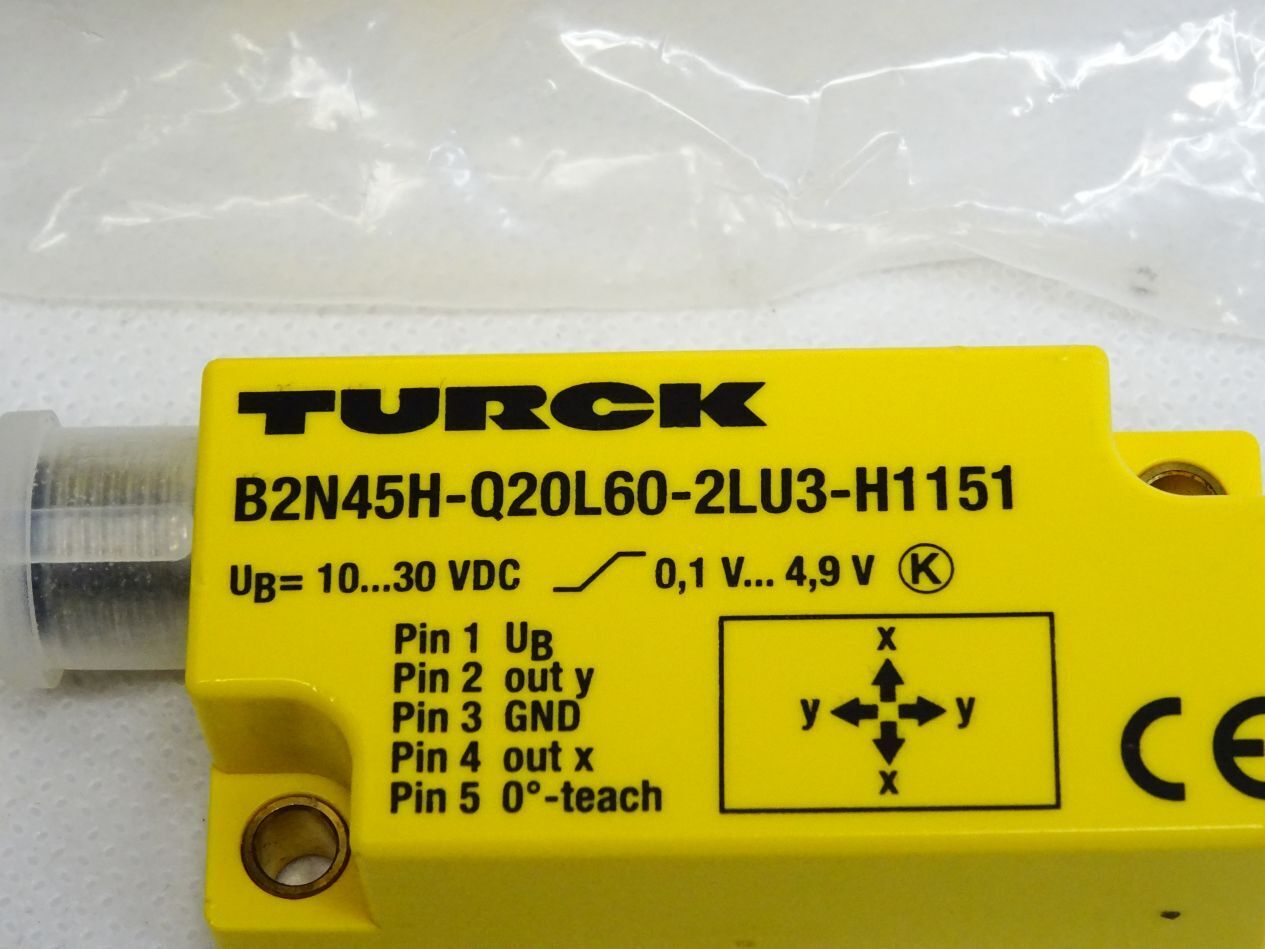 TURCK
B2N45H-Q20L60-2LU3-H1151
UB= 10...30 VDC 0,1 V... 4,9 V K
Pin 1 UB
Pin 2 out y
Pin 3 GND
Pin 4 out x
Pin 5 0°-teach
x
y y
x
CE